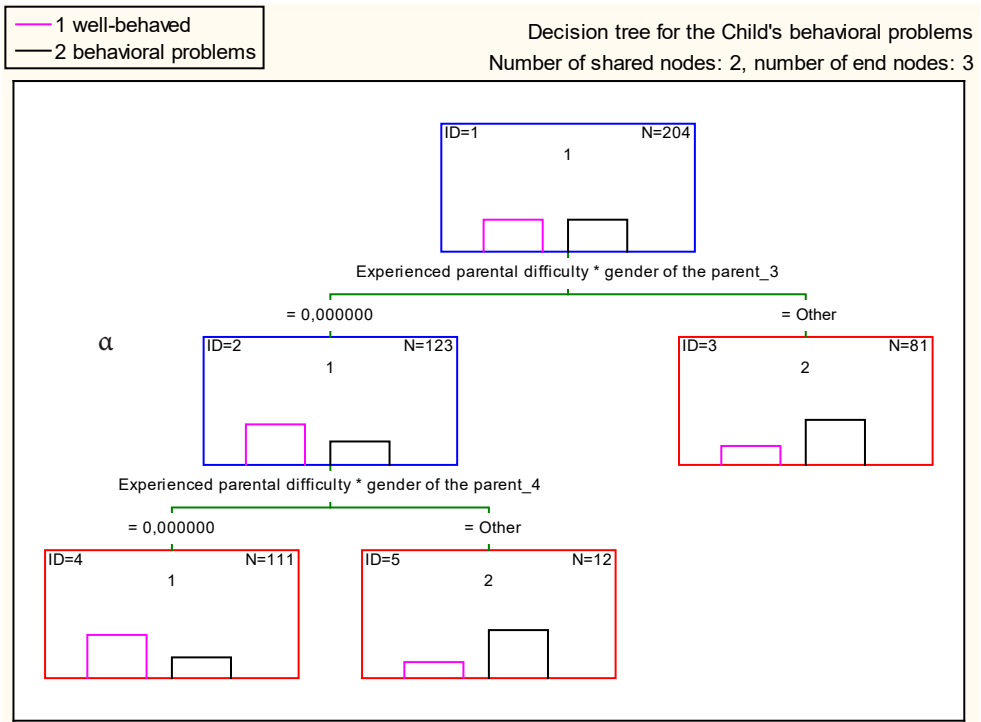 1 well-behaved
2 behavioral problems
Decision tree for the Child's behavioral problems
Number of shared nodes: 2, number of end nodes: 3
ID=1 N=204
1
Experienced parental difficulty * gender of the parent_3
= 0,000000 = Other
α
ID=2 N=123 ID=3 N=81
1 2
Experienced parental difficulty * gender of the parent_4
= 0,000000 = Other
ID=4 N=111 ID=5 N=12
1 2